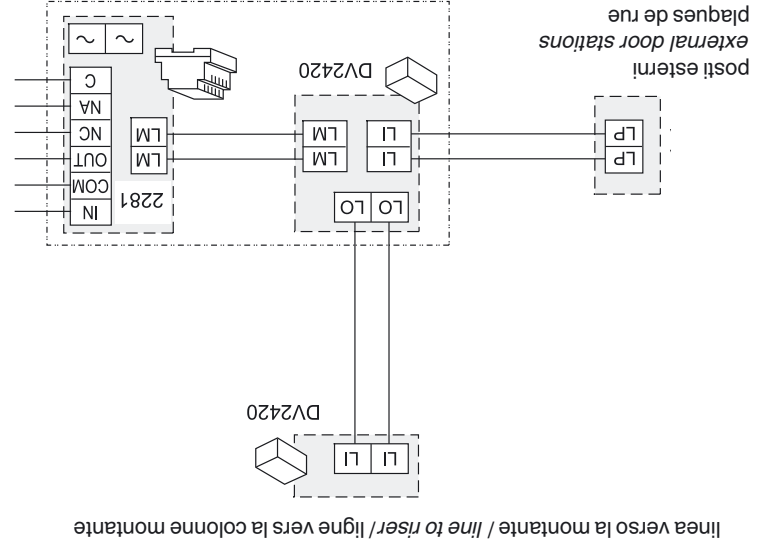 linea verso la montante / line to riser / ligne vers la colonne montante
LI LI
DV2420
LO LO
IN
2281
COM
LP LI LM LM OUT
LP LI LM LM NC
NA
C
DV2420
~ ~
posti esterni
external door stations
plaques de rue